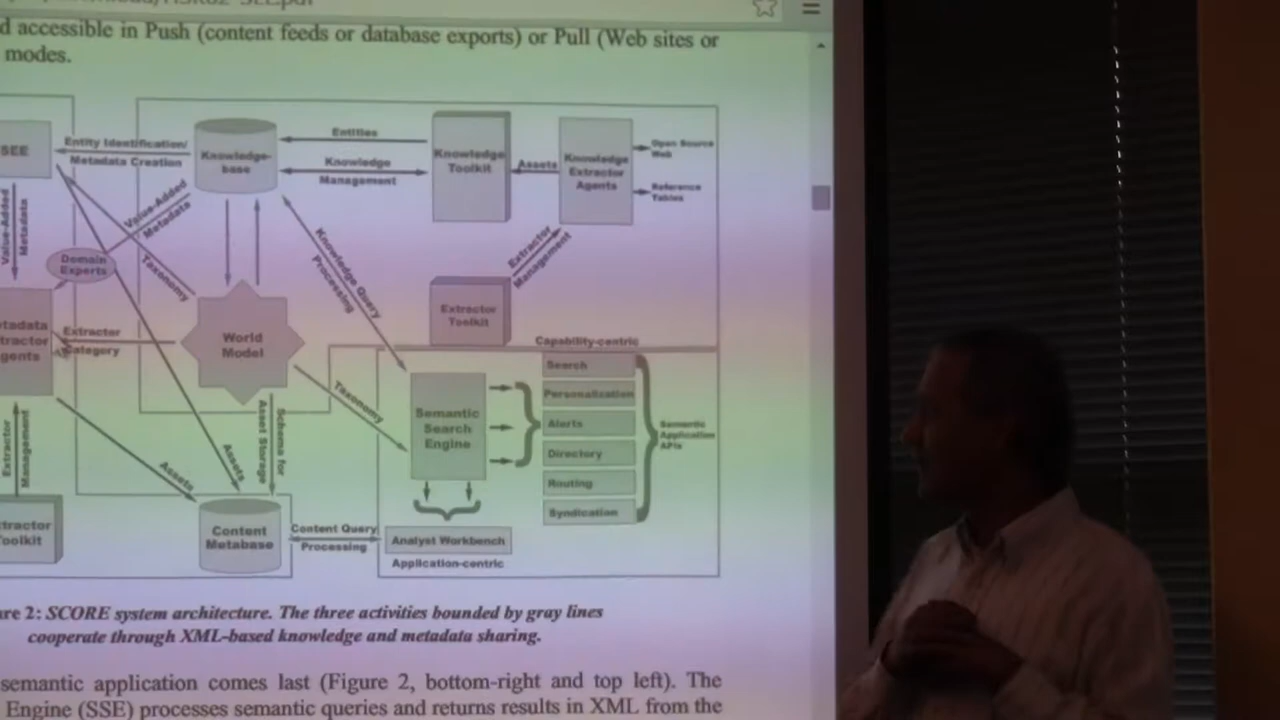 d accessible in Push (content feeds or database exports) or Pull (Web sites or
modes.
SEE
Entity Identification/
Metadata Creation
Knowledge-
base
Entities
Knowledge
Management
Knowledge
Toolkit
Assets
Knowledge
Extractor
Agents
Open Source
Web
Reference
Tables
Value-Added
Metadata
Value-Added
Metadata
Domain
Experts
Taxonomy
Knowledge Query
Processing
Extractor
Management
Extractor
Toolkit
tadata
tractor
gents
Extractor
Category
World
Model
Taxonomy
Capability-centric
Search
Personalization
Alerts
Directory
Routing
Syndication
Semantic
Application
APIs
Semantic
Search
Engine
Extractor
Management
Assets
Assets
Schema for
Asset Storage
tractor
oolkit
Content
Metabase
Content Query
Processing
Analyst Workbench
Application-centric
re 2: SCORE system architecture. The three activities bounded by gray lines
cooperate through XML-based knowledge and metadata sharing.
semantic application comes last (Figure 2, bottom-right and top left). The
Engine (SSE) processes semantic queries and returns results in XML from the